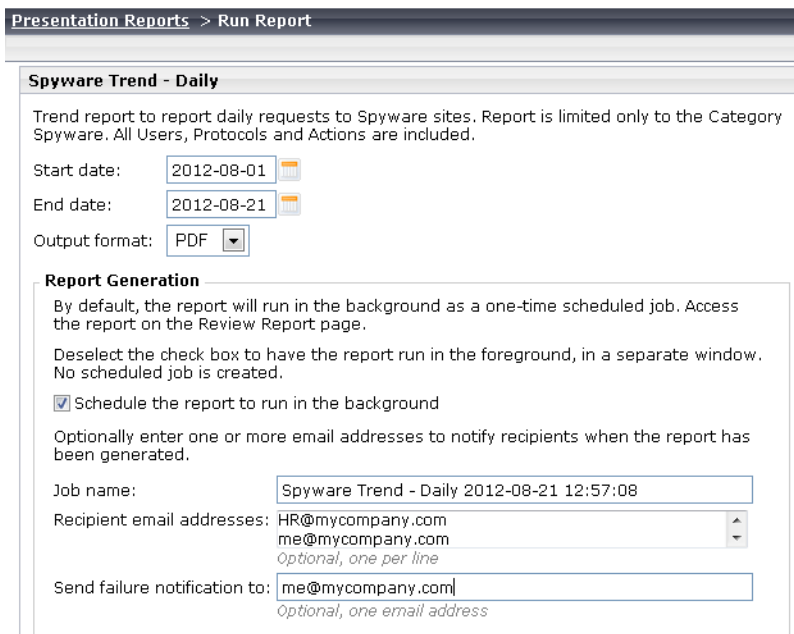 Presentation Reports > Run Report
Spyware Trend - Daily
Trend report to report daily requests to Spyware sites. Report is limited only to the Category
Spyware. All Users, Protocols and Actions are included.
Start date: 2012-08-01
End date: 2012-08-21
Output format: PDF
Report Generation
By default, the report will run in the background as a one-time scheduled job. Access
the report on the Review Report page.
Deselect the check box to have the report run in the foreground, in a separate window.
No scheduled job is created.
Schedule the report to run in the background
Optionally enter one or more email addresses to notify recipients when the report has
been generated.
Job name: Spyware Trend - Daily 2012-08-21 12:57:08
Recipient email addresses: HR@mycompany.com
me@mycompany.com
Optional, one per line
Send failure notification to: me@mycompany.com
Optional, one email address